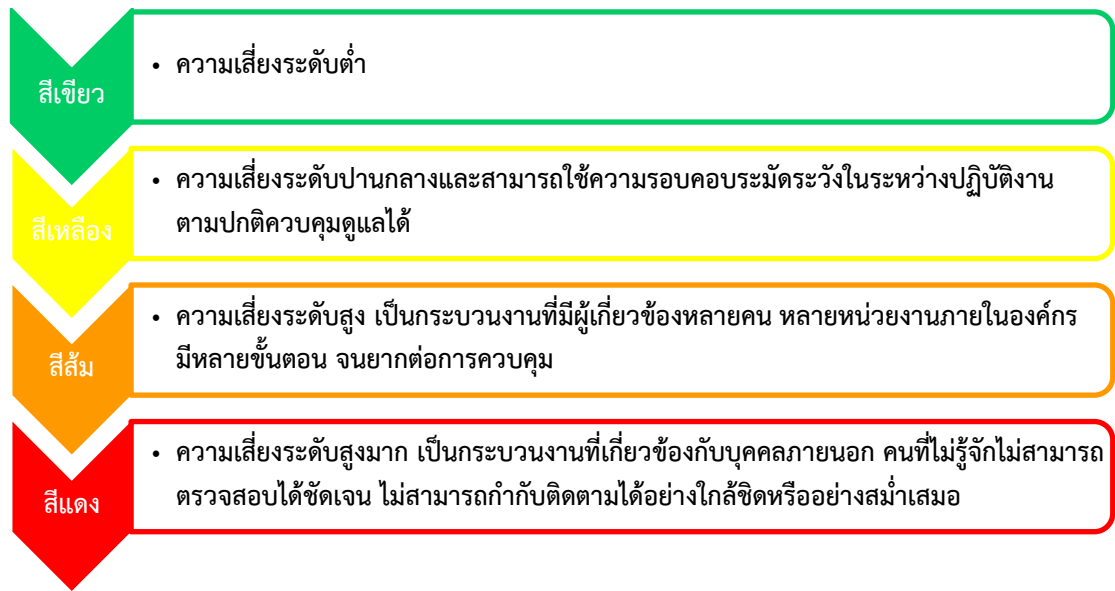 สีเขียว
• ความเสี่ยงระดับต่ำ
สีเหลือง
• ความเสี่ยงระดับปานกลางและสามารถใช้ความรอบคอบระมัดระวังในระหว่างปฏิบัติงาน
ตามปกติควบคุมดูแลได้
สีส้ม
• ความเสี่ยงระดับสูง เป็นกระบวนงานที่มีผู้เกี่ยวข้องหลายคน หลายหน่วยงานภายในองค์กร
มีหลายขั้นตอน จนยากต่อการควบคุม
สีแดง
• ความเสี่ยงระดับสูงมาก เป็นกระบวนงานที่เกี่ยวข้องกับบุคคลภายนอก คนที่ไม่รู้จักไม่สามารถ
ตรวจสอบได้ชัดเจน ไม่สามารถกำกับติดตามได้อย่างใกล้ชิดหรืออย่างสม่ำเสมอ